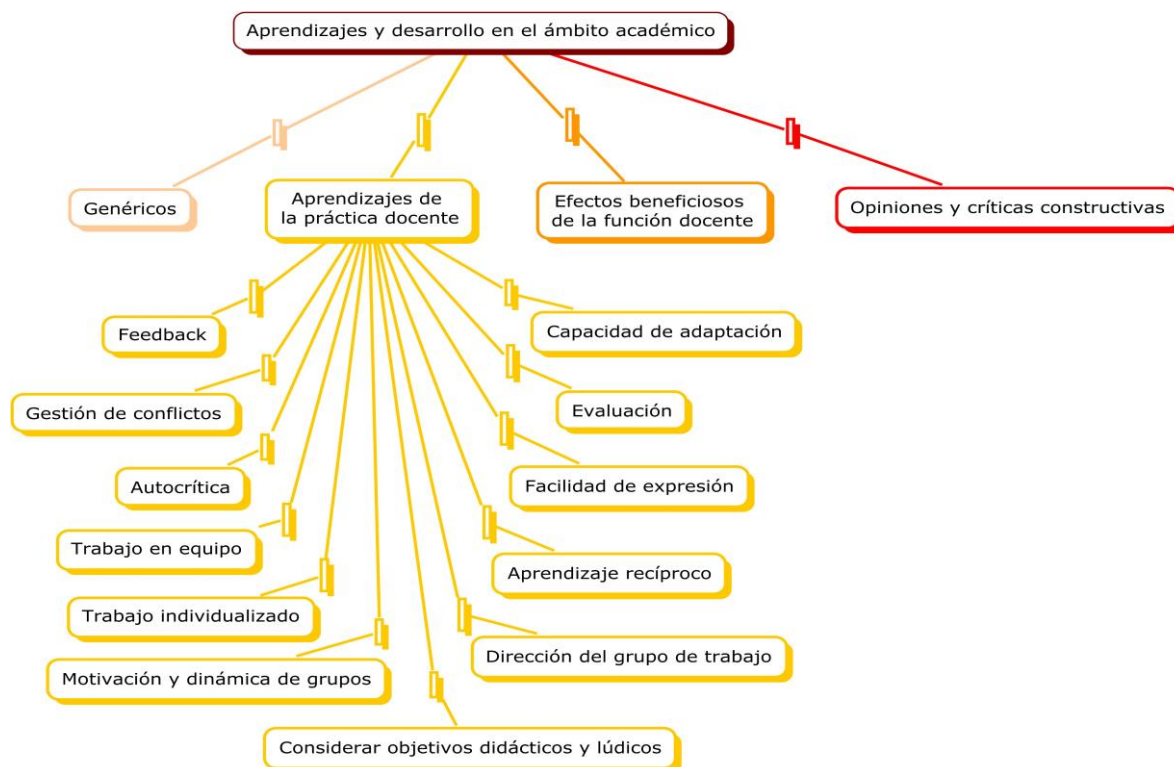 Aprendizajes y desarrollo en el ámbito académico
Genéricos
Aprendizajes de
la práctica docente
Efectos beneficiosos
de la función docente
Opiniones y críticas constructivas
Feedback
Capacidad de adaptación
Gestión de conflictos
Evaluación
Autocrítica
Facilidad de expresión
Trabajo en equipo
Aprendizaje recíproco
Trabajo individualizado
Dirección del grupo de trabajo
Motivación y dinámica de grupos
Considerar objetivos didácticos y lúdicos